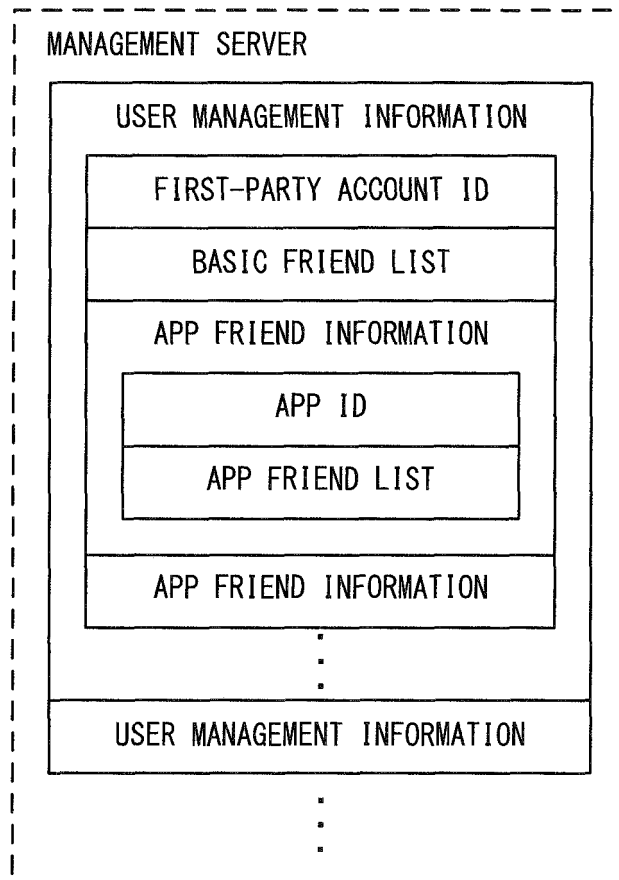 MANAGEMENT SERVER
USER MANAGEMENT INFORMATION
FIRST-PARTY ACCOUNT ID
BASIC FRIEND LIST
APP FRIEND INFORMATION
APP ID
APP FRIEND LIST
APP FRIEND INFORMATION
USER MANAGEMENT INFORMATION